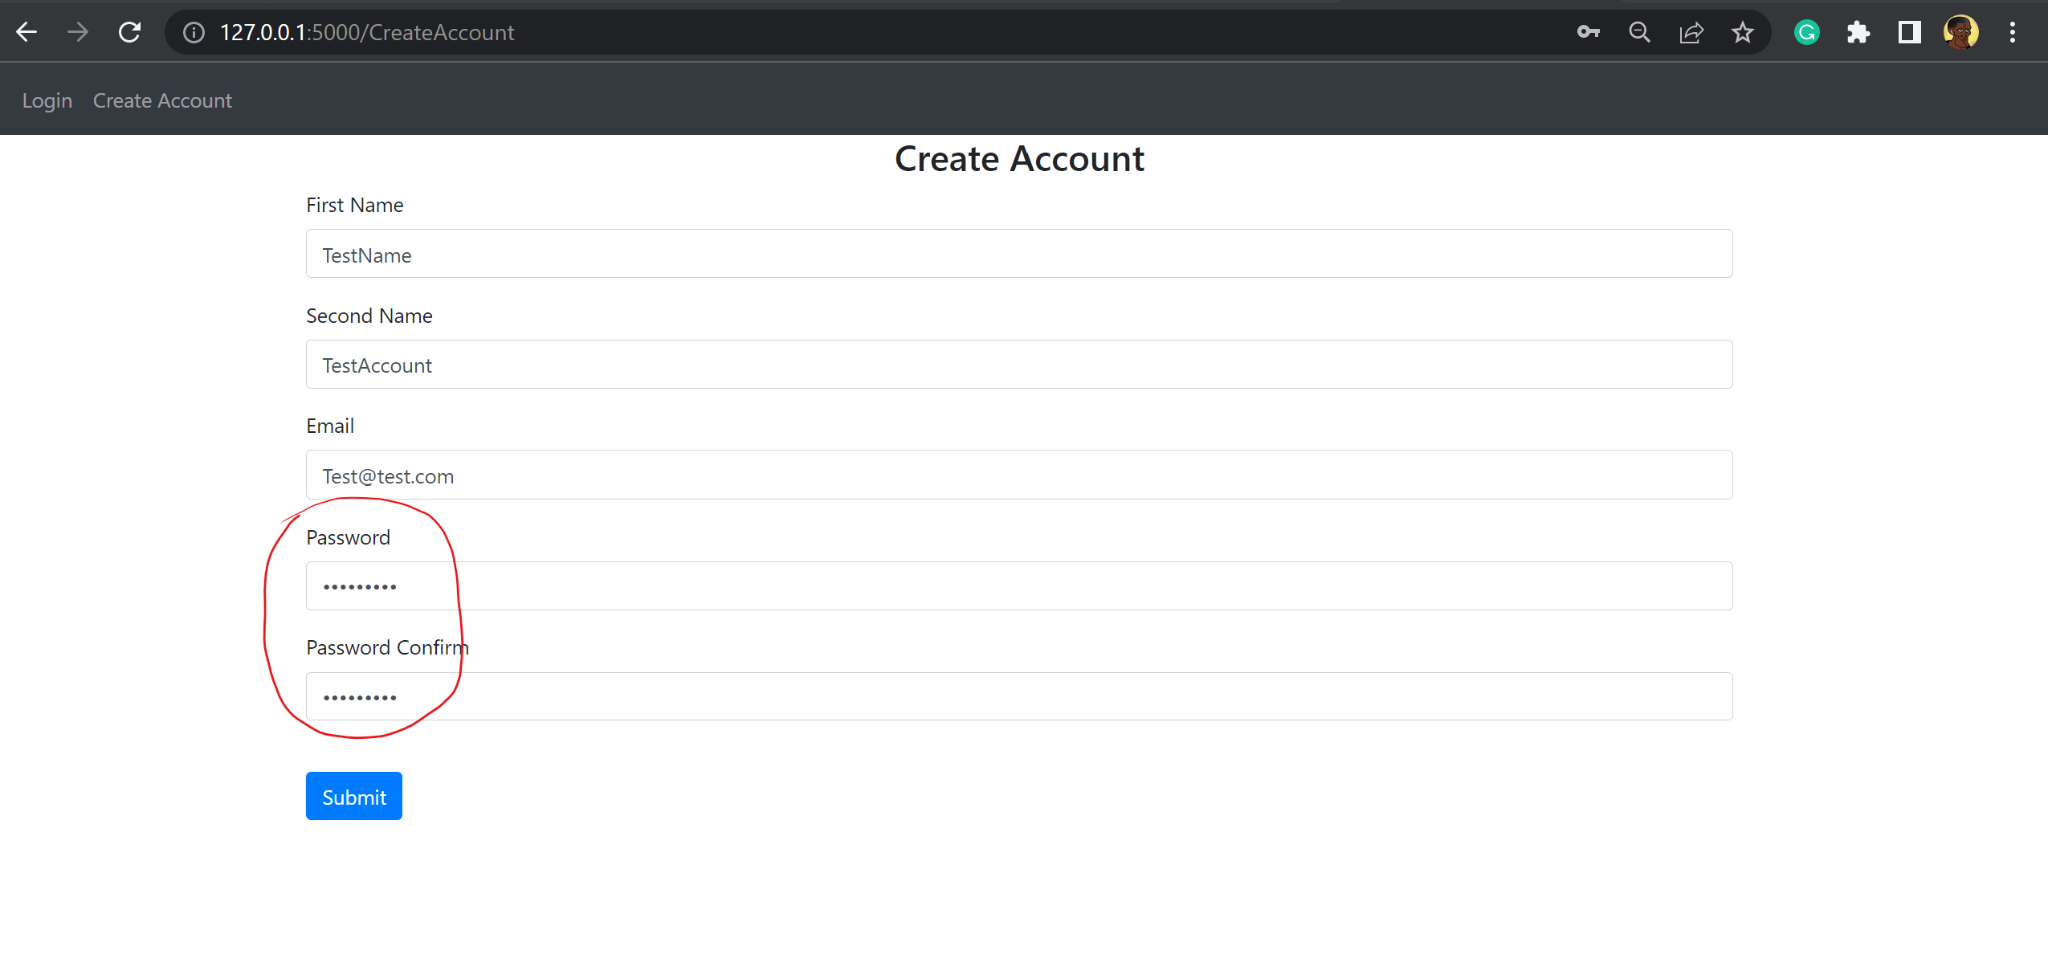 127.0.0.1:5000/CreateAccount
Login Create Account
Create Account
First Name
TestName
Second Name
TestAccount
Email
Test@test.com
Password
•••••••••
Password Confirm
•••••••••
Submit